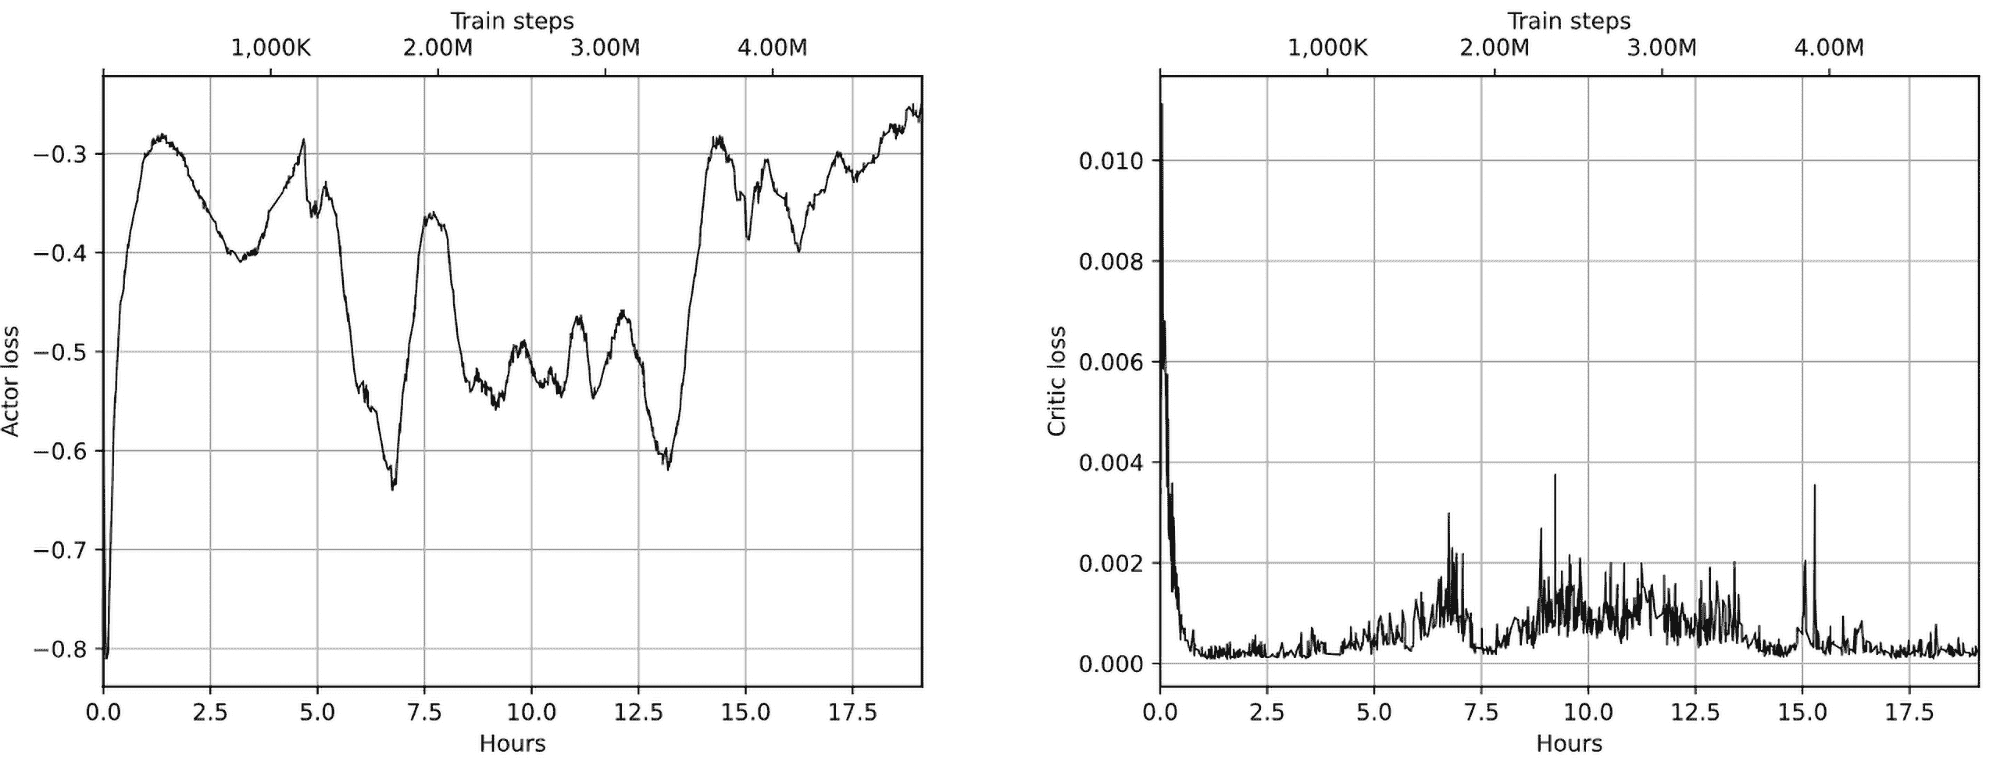 Train steps
1,000K 2.00M 3.00M 4.00M
−0.3
−0.4
−0.5
−0.6
−0.7
−0.8
Actor loss
0.0 2.5 5.0 7.5 10.0 12.5 15.0 17.5
Hours
Train steps
1,000K 2.00M 3.00M 4.00M
0.010
0.008
0.006
0.004
0.002
0.000
Critic loss
0.0 2.5 5.0 7.5 10.0 12.5 15.0 17.5
Hours